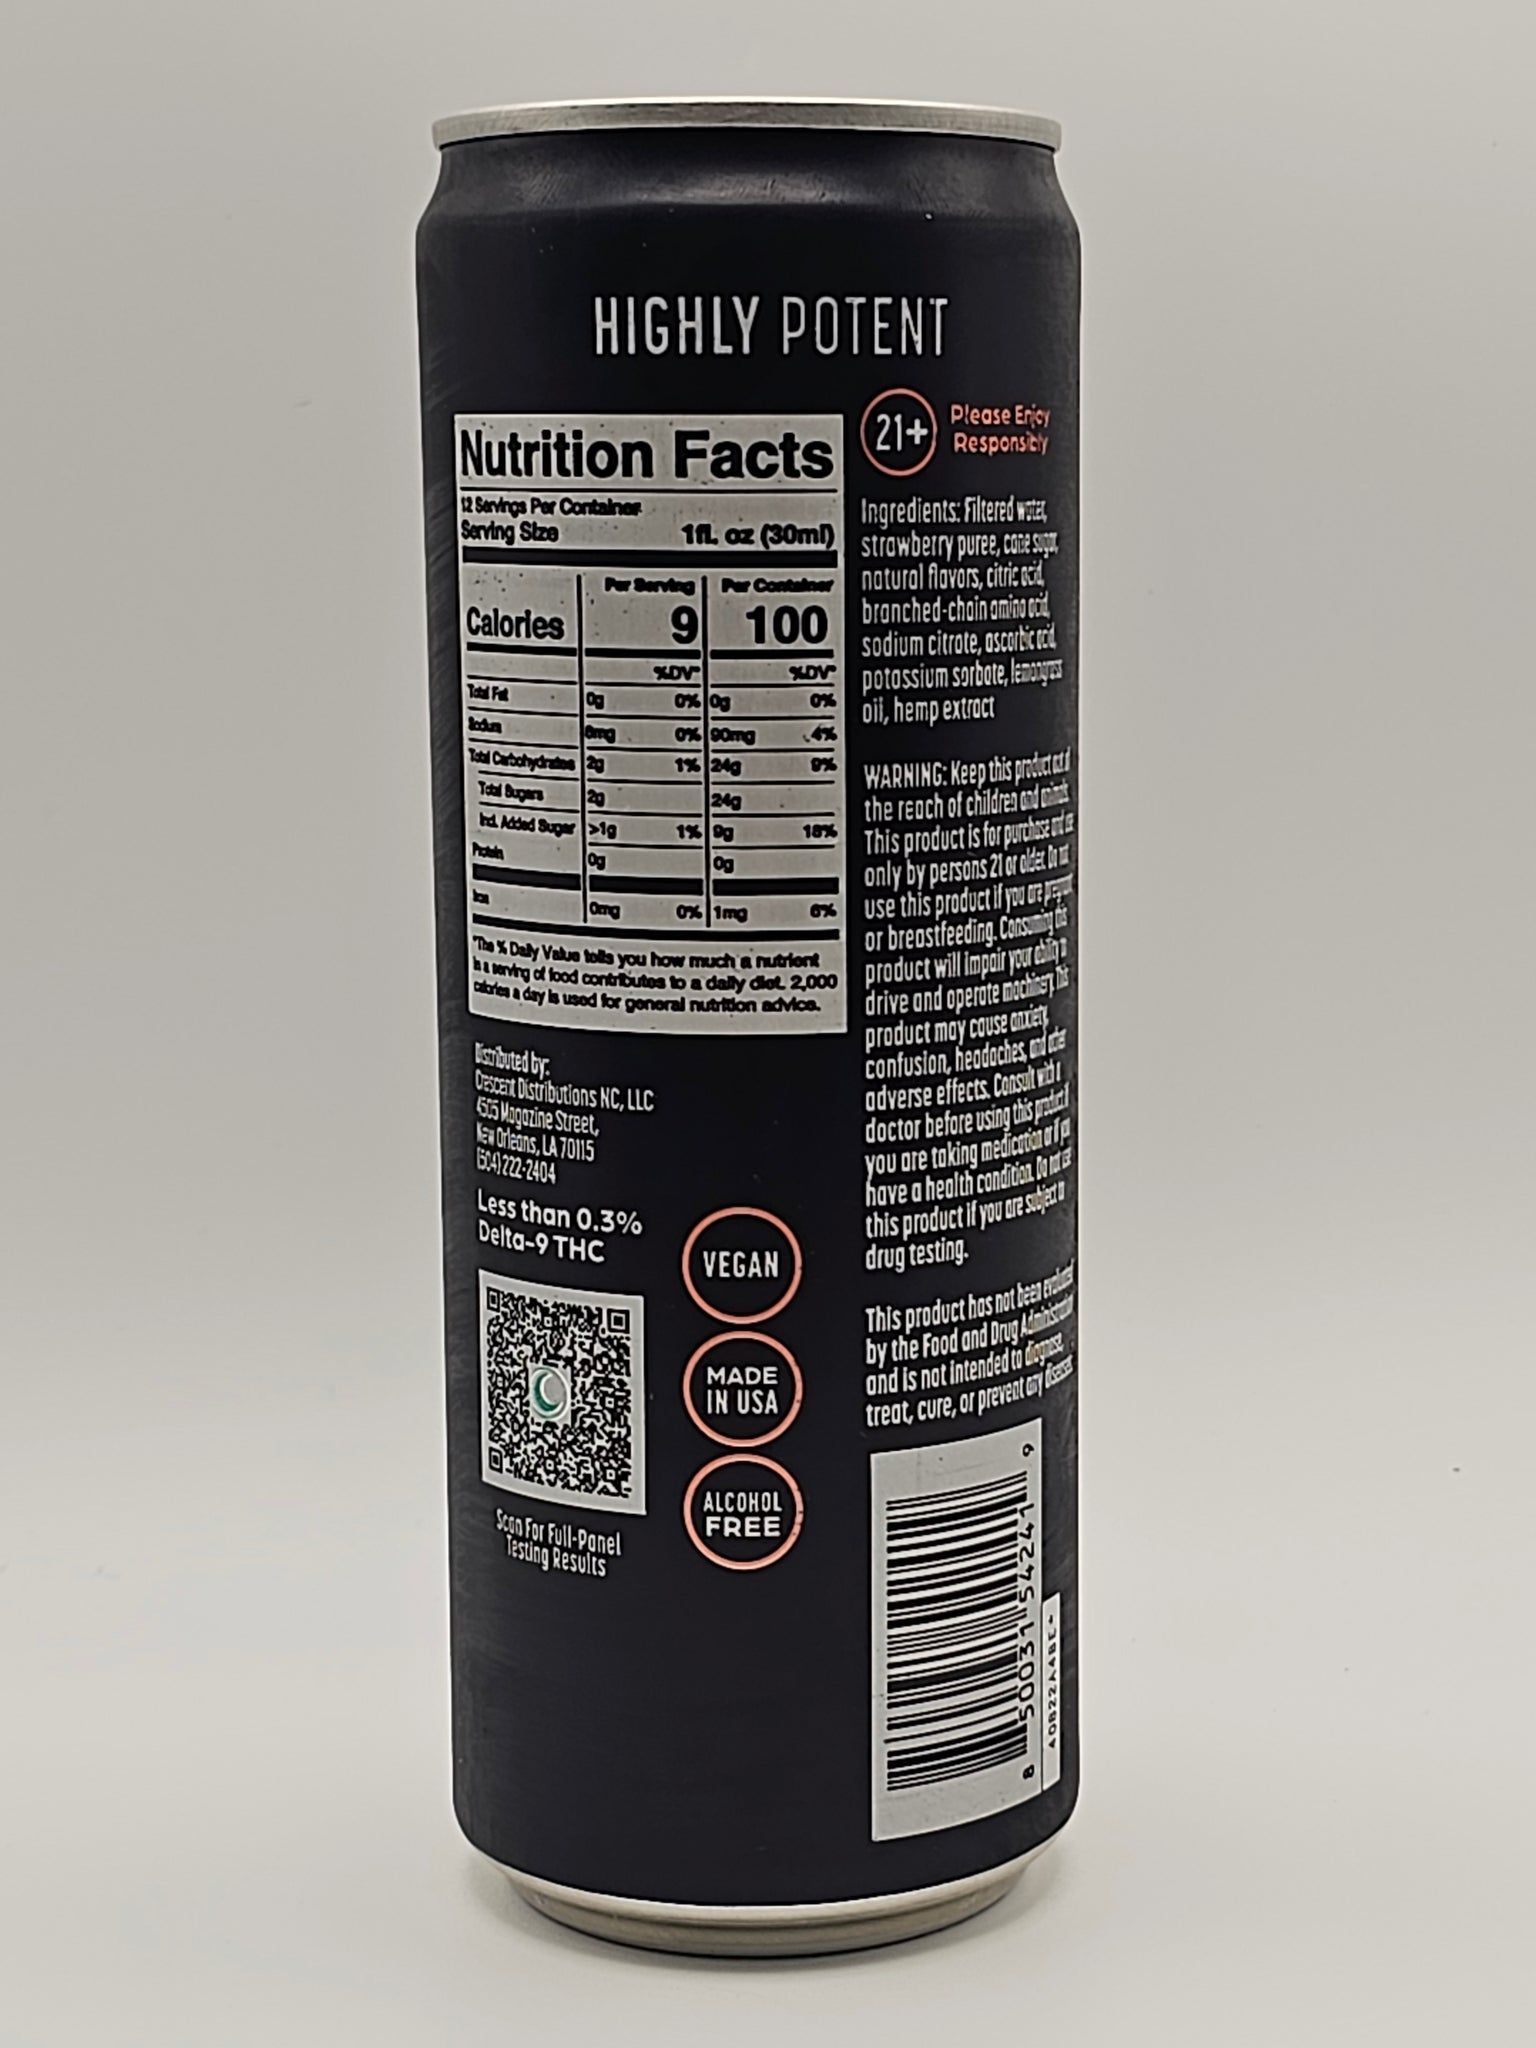 HIGHLY POTENT
Nutrition Facts
12 Servings Per Container
Serving Size 1fl. oz (30ml)
Per Serving Per Container
Calories 9 100
%DV* %DV*
Total Fat 0g 0% 0g 0%
Sodium 8mg 0% 90mg 4%
Total Carbohydrates 2g 1% 24g 9%
Total Sugars 2g 24g
Incl. Added Sugar >1g 1% 9g 18%
Protein 0g 0g
Iron 0mg 0% 1mg 6%
*The % Daily Value tells you how much a nutrient
in a serving of food contributes to a daily diet. 2,000
calories a day is used for general nutrition advice.
Distributed by:
Crescent Distributions NC, LLC
4505 Magazine Street,
New Orleans, LA 70115
(504) 222-2404
Less than 0.3%
Delta-9 THC
Scan For Full-Panel
Testing Results
VEGAN
MADE
IN USA
ALCOHOL
FREE
21+
Please Enjoy
Responsibly
Ingredients: Filtered water,
strawberry puree, cane sugar,
natural flavors, citric acid,
branched-chain amino acid,
sodium citrate, ascorbic acid,
potassium sorbate, lemongrass
oil, hemp extract
WARNING: Keep this product out of
the reach of children and animals.
This product is for purchase and use
only by persons 21 or older. Do not
use this product if you are pregnant
or breastfeeding. Consuming this
product will impair your ability to
drive and operate machinery. This
product may cause anxiety,
confusion, headaches, and other
adverse effects. Consult with a
doctor before using this product if
you are taking medication or if you
have a health condition. Do not use
this product if you are subject to
drug testing.
This product has not been evaluated
by the Food and Drug Administration
and is not intended to diagnose,
treat, cure, or prevent any disease.
8 50031 54241 9
40B22A4BE+